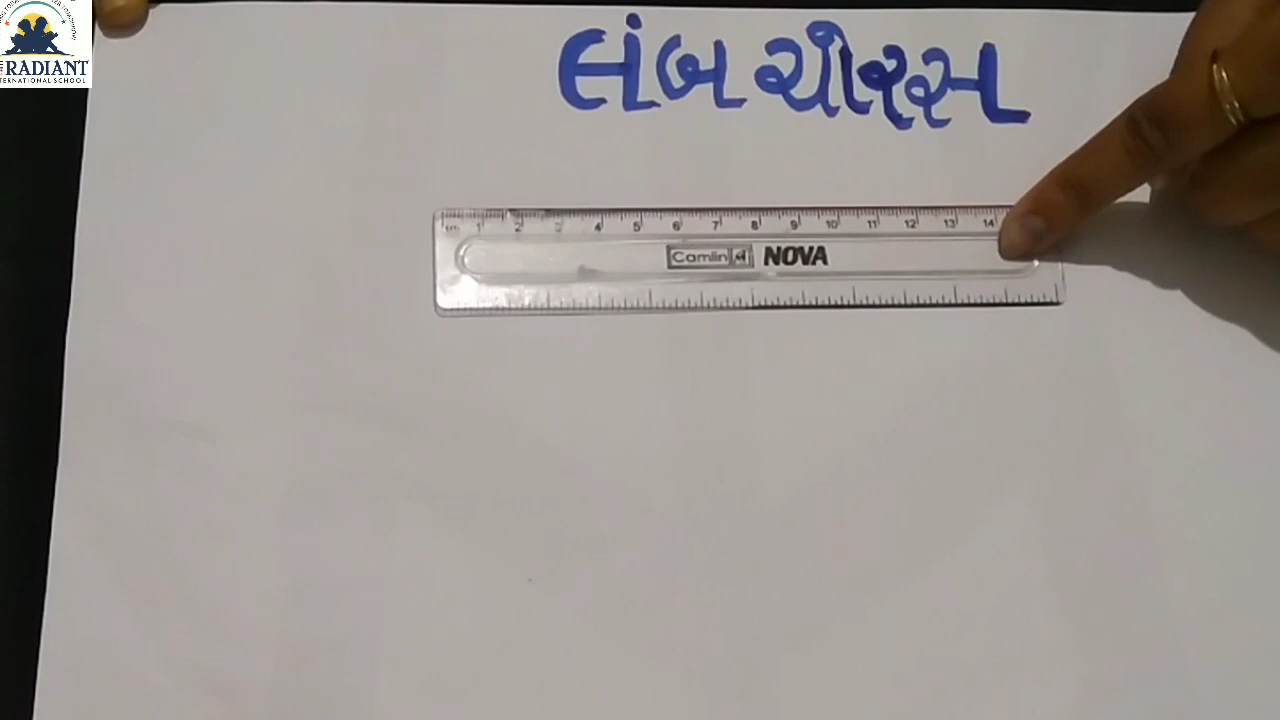 RADIANT
INTERNATIONAL SCHOOL
લંબ ચોરસ
cm 1 2 3 4 5 6 7 8 9 10 11 12 13 14
Camlin NOVA